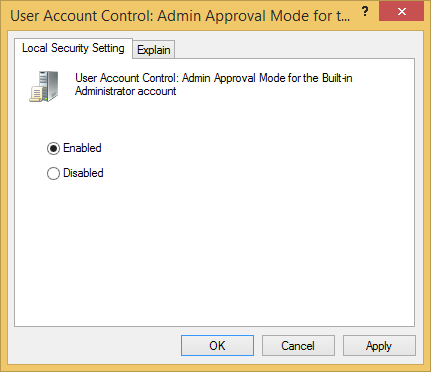 User Account Control: Admin Approval Mode for t... ? ×
Local Security Setting Explain
User Account Control: Admin Approval Mode for the Built-in
Administrator account
Enabled
Disabled
OK Cancel Apply